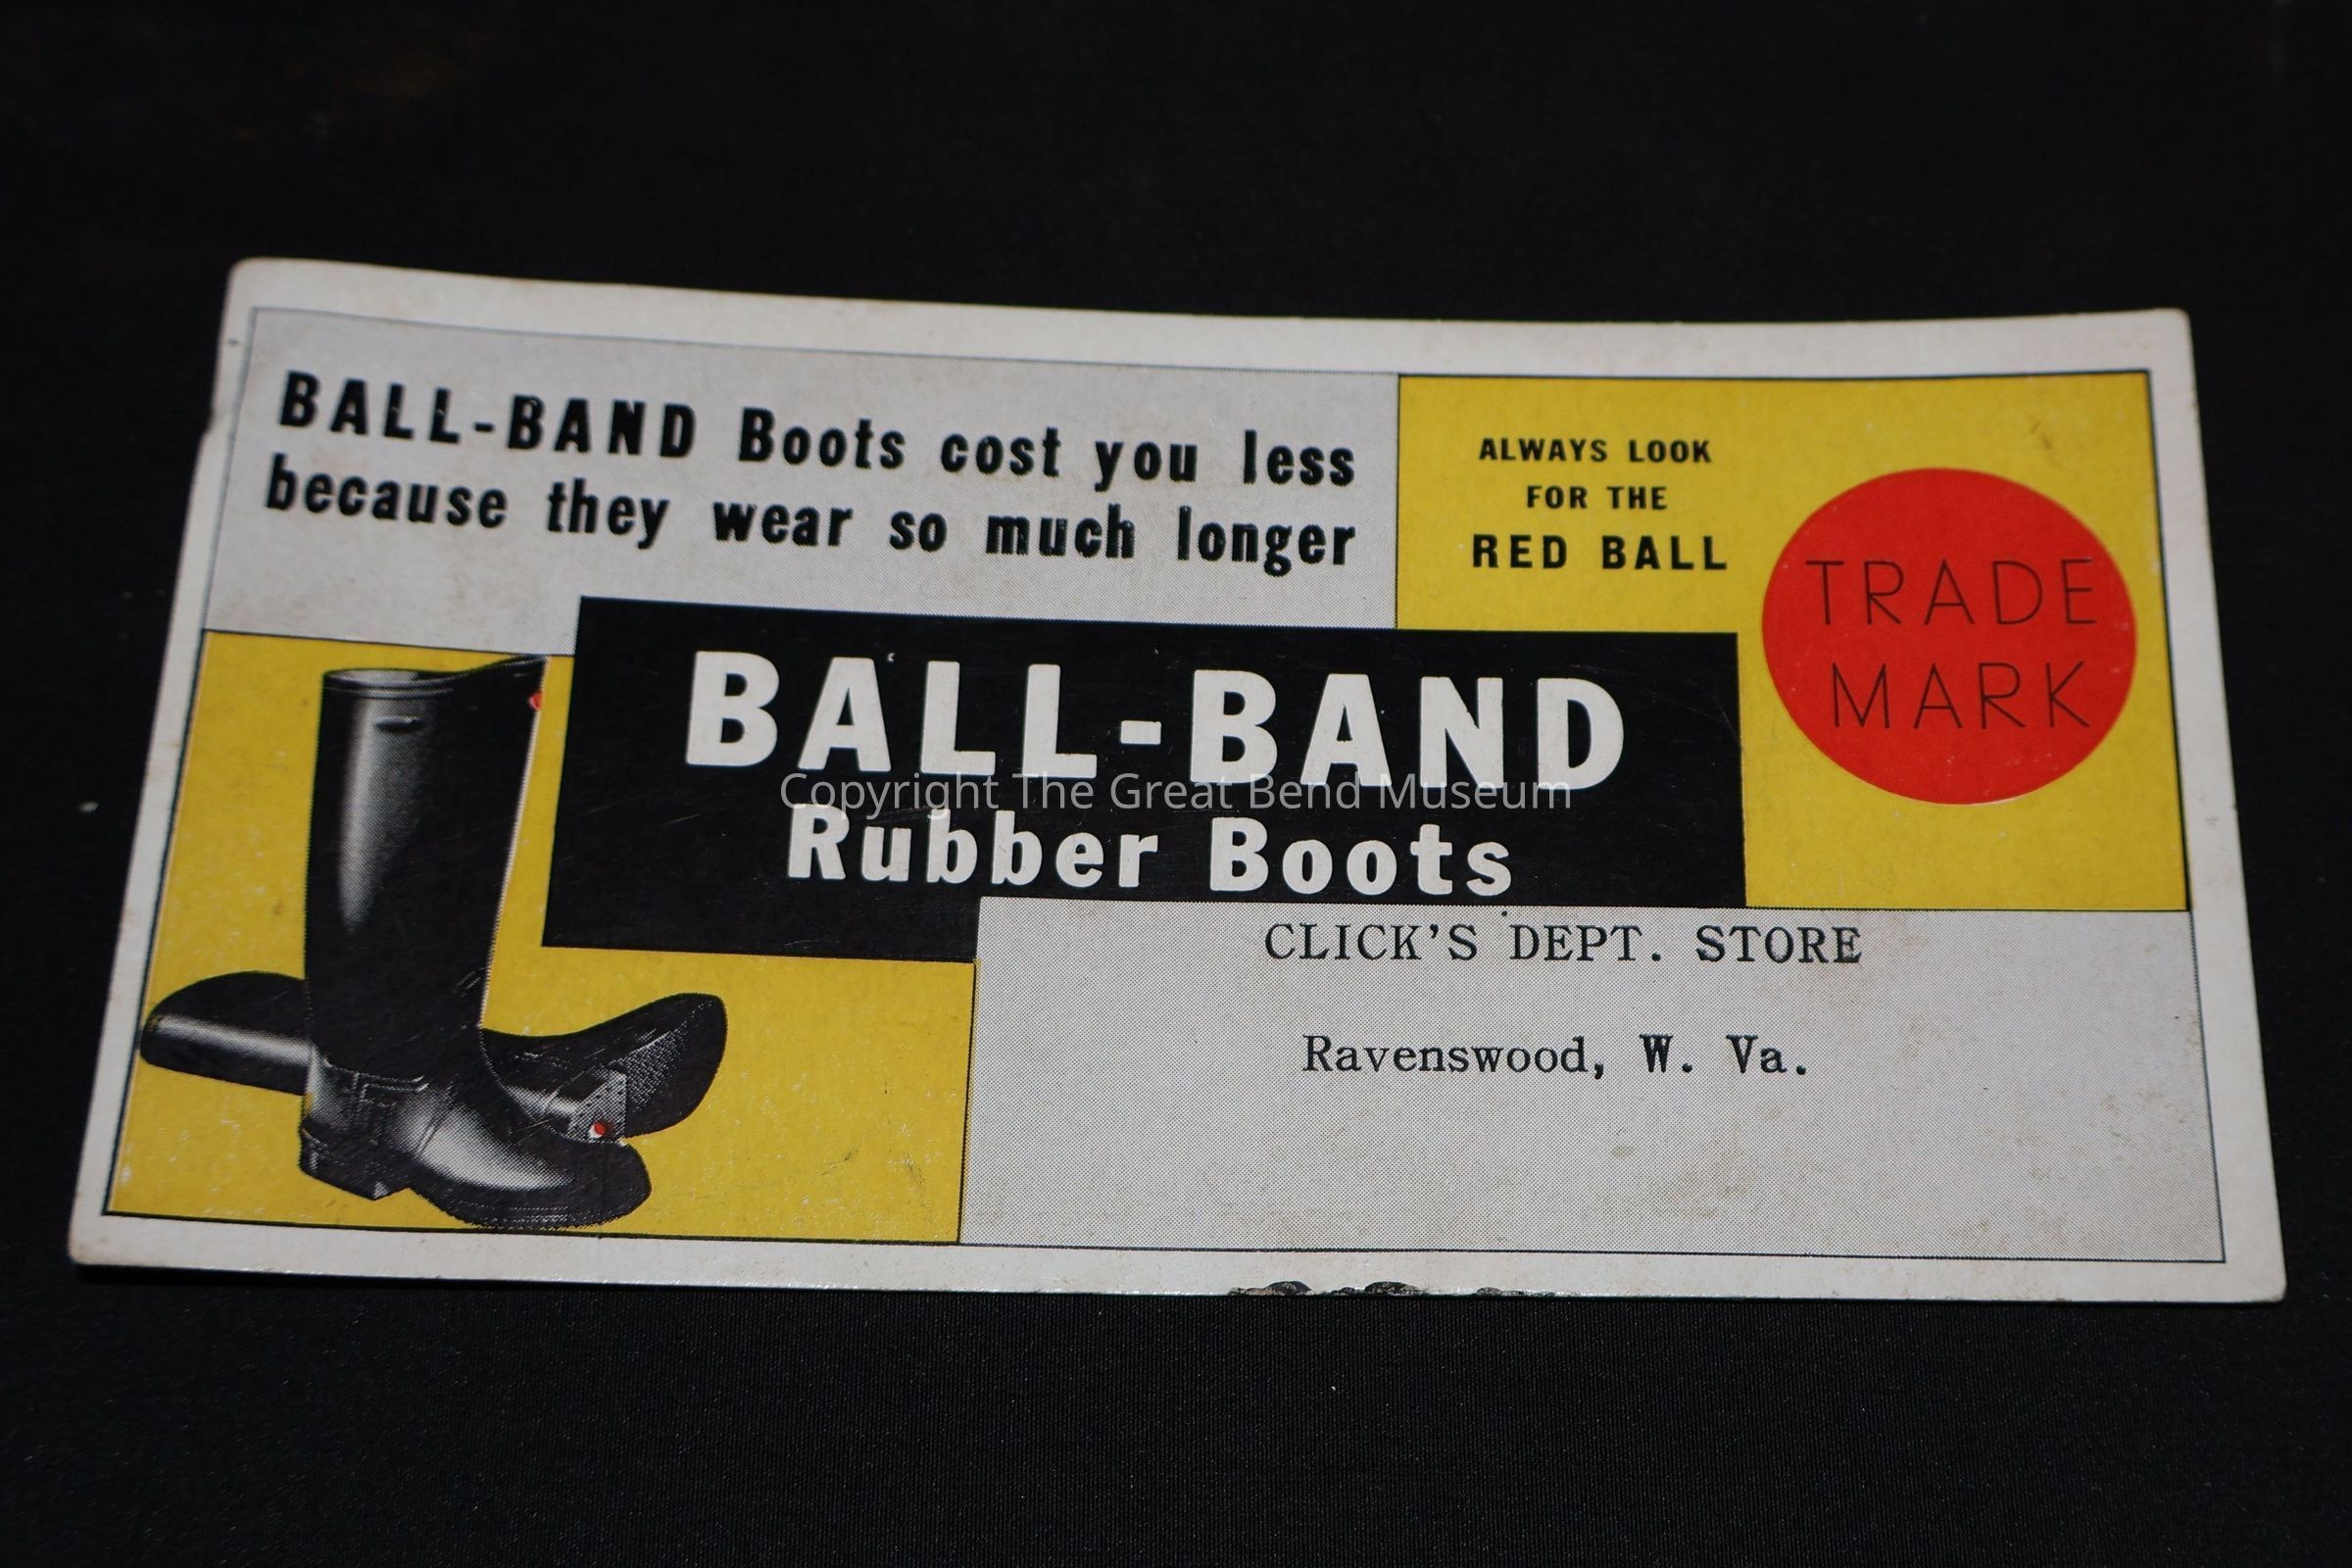 BALL-BAND Boots cost you less
because they wear so much longer
ALWAYS LOOK
FOR THE
RED BALL
TRADE
MARK
BALL-BAND
Rubber Boots
Copyright The Great Bend Museum
CLICK'S DEPT. STORE
Ravenswood, W. Va.